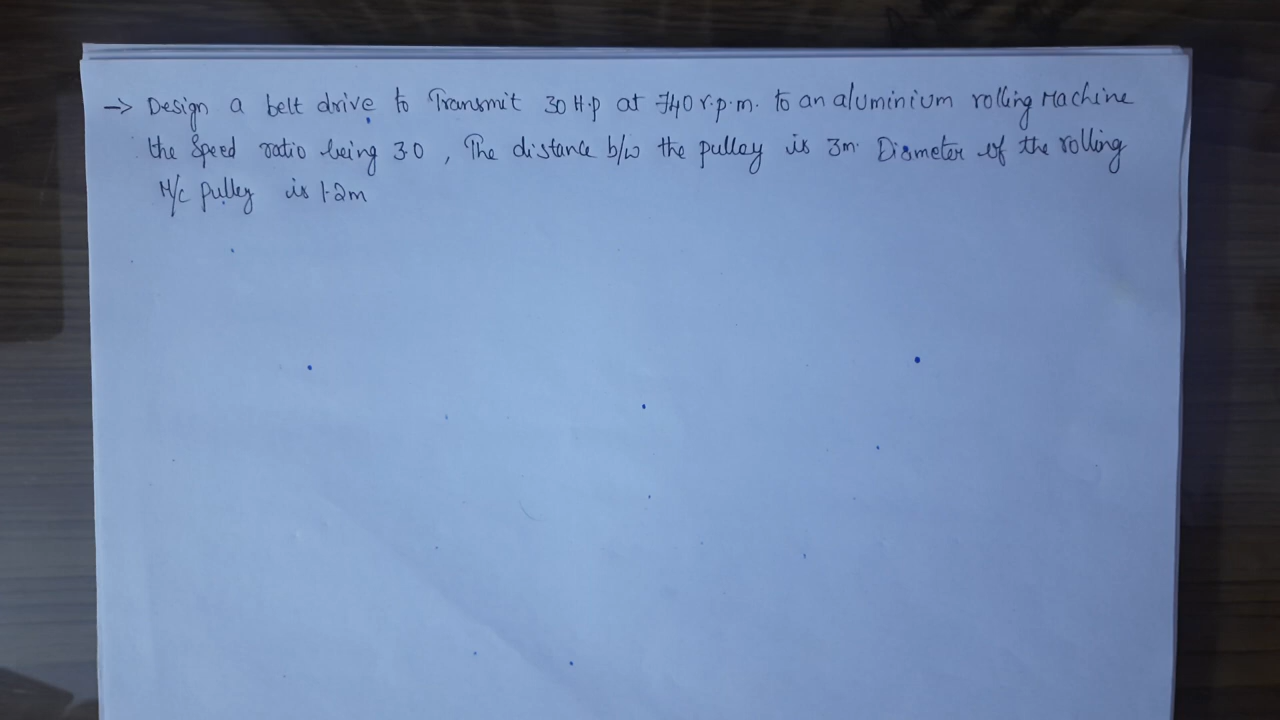 → Design a belt drive to Transmit 30 H.p at 740 r.p.m. to an aluminium rolling Machine
the Speed ratio being 3.0 , The distance b/w the pulley is 3m. Diameter of the rolling
M/c pulley is 1.2m